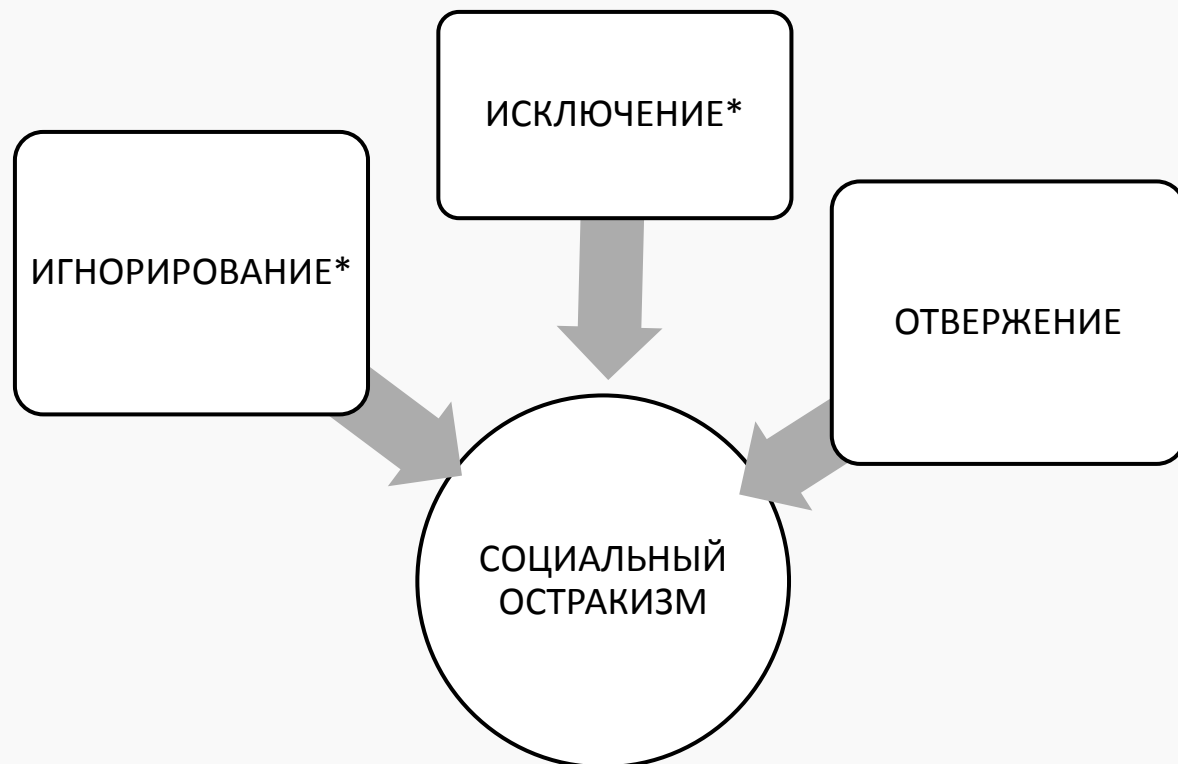 ИСКЛЮЧЕНИЕ*
ИГНОРИРОВАНИЕ*
ОТВЕРЖЕНИЕ
СОЦИАЛЬНЫЙ
ОСТРАКИЗМ